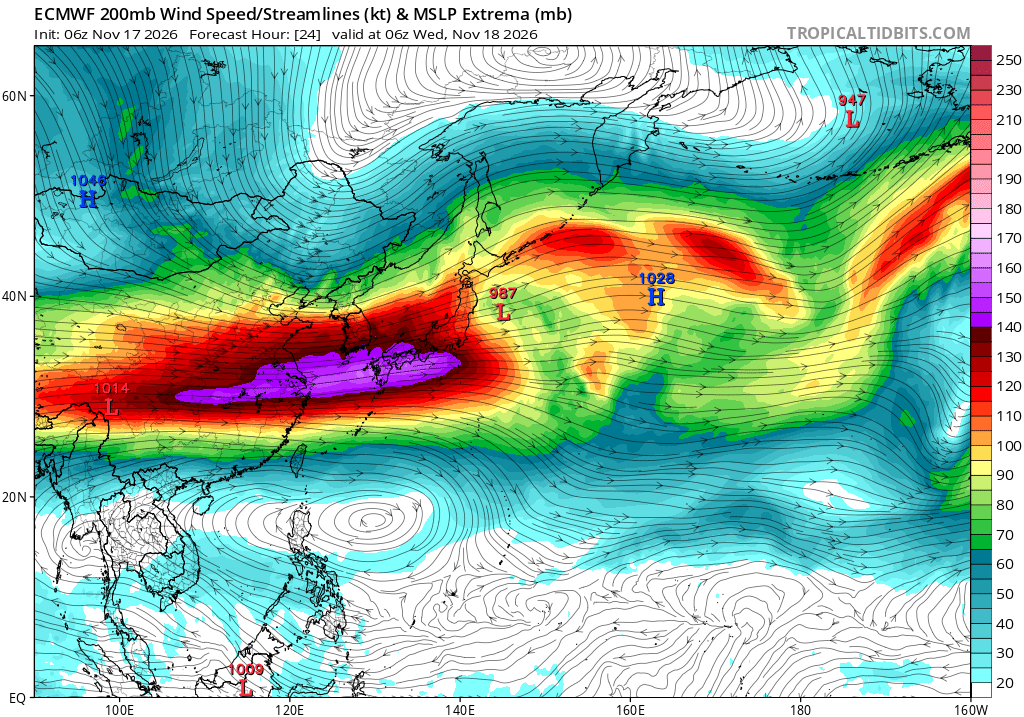 ECMWF 200mb Wind Speed/Streamlines (kt) & MSLP Extrema (mb)
Init: 06z Nov 17 2026 Forecast Hour: [24] valid at 06z Wed, Nov 18 2026
TROPICALTIDBITS.COM
60N
40N
20N
EQ
100E
120E
140E
160E
180
160W
947
L
1046
H
1028
H
987
L
1014
L
1009
L
250
230
210
200
190
180
170
160
150
140
130
120
110
100
90
80
70
60
50
40
30
20